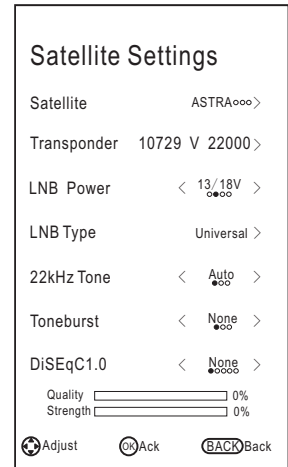 Satellite Settings
Satellite ASTRA >
Transponder 10729 V 22000 >
LNB Power < 13/18V >
LNB Type Universal >
22kHz Tone < Auto >
Toneburst < None >
DiSEqC1.0 < None >
Quality 0%
Strength 0%
Adjust OK Ack BACK Back